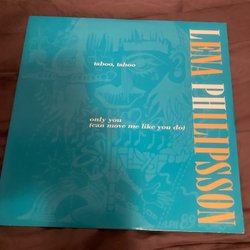 taboo, taboo
only you
(can move me like you do)
LENA PHILIPSSON